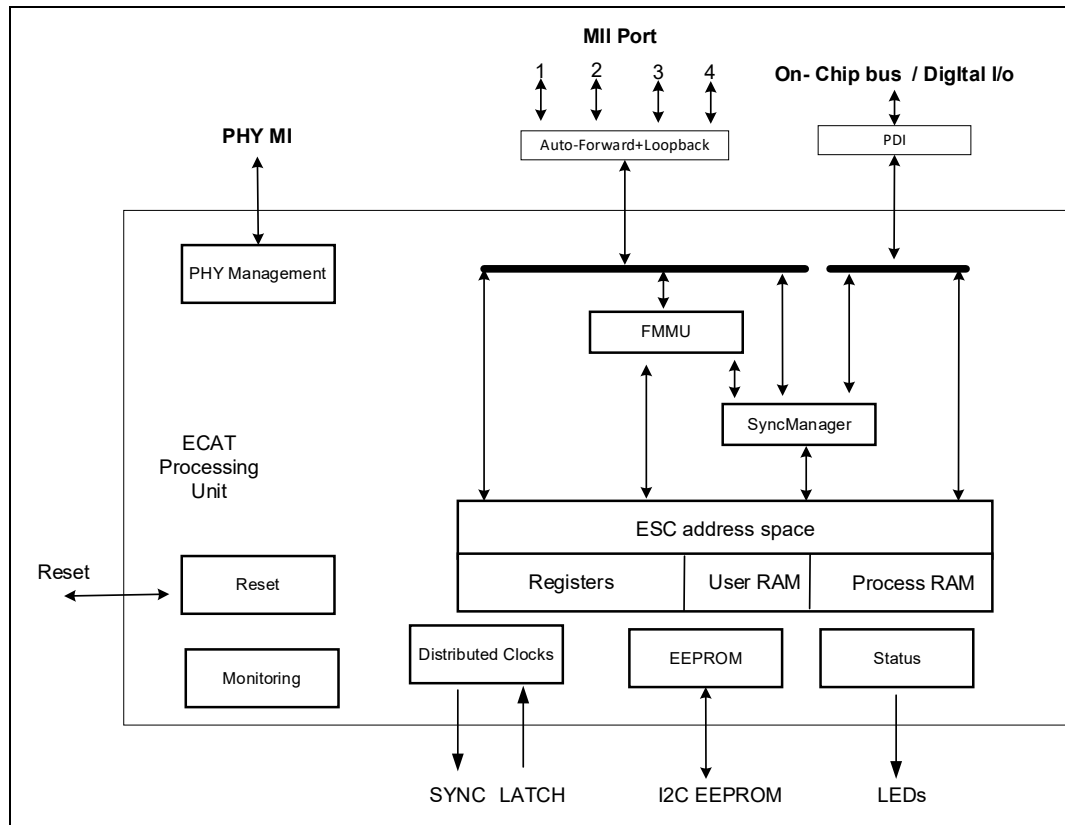 MII Port
1 2 3 4
On- Chip bus / DigItal I/o
PHY MI
Auto-Forward+Loopback
PDI
PHY Management
FMMU
SyncManager
ECAT
Processing
Unit
ESC address space
Reset
Reset
Registers
User RAM
Process RAM
Distributed Clocks
EEPROM
Status
Monitoring
SYNC
LATCH
I2C EEPROM
LEDs